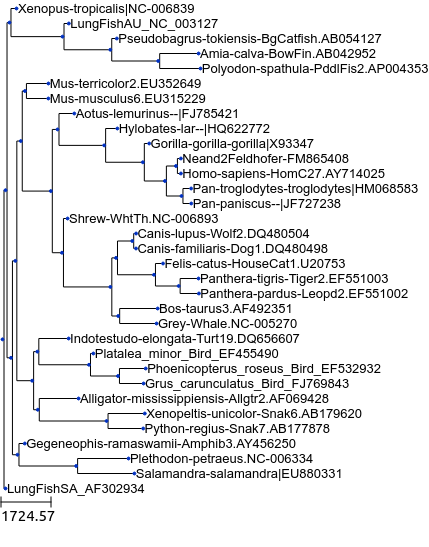 Xenopus-tropicalis|NC-006839
LungFishAU_NC_003127
Pseudobagrus-tokiensis-BgCatfish.AB054127
Amia-calva-BowFin.AB042952
Polyodon-spathula-PddlFis2.AP004353
Mus-terricolor2.EU352649
Mus-musculus6.EU315229
Aotus-lemurinus--|FJ785421
Hylobates-lar--|HQ622772
Gorilla-gorilla-gorilla|X93347
Neand2Feldhofer-FM865408
Homo-sapiens-HomC27.AY714025
Pan-troglodytes-troglodytes|HM068583
Pan-paniscus--|JF727238
Shrew-WhtTh.NC-006893
Canis-lupus-Wolf2.DQ480504
Canis-familiaris-Dog1.DQ480498
Felis-catus-HouseCat1.U20753
Panthera-tigris-Tiger2.EF551003
Panthera-pardus-Leopd2.EF551002
Bos-taurus3.AF492351
Grey-Whale.NC-005270
Indotestudo-elongata-Turt19.DQ656607
Platalea_minor_Bird_EF455490
Phoenicopterus_roseus_Bird_EF532932
Grus_carunculatus_Bird_FJ769843
Alligator-mississippiensis-Allgtr2.AF069428
Xenopeltis-unicolor-Snak6.AB179620
Python-regius-Snak7.AB177878
Gegeneophis-ramaswamii-Amphib3.AY456250
Plethodon-petraeus.NC-006334
Salamandra-salamandra|EU880331
LungFishSA_AF302934
1724.57